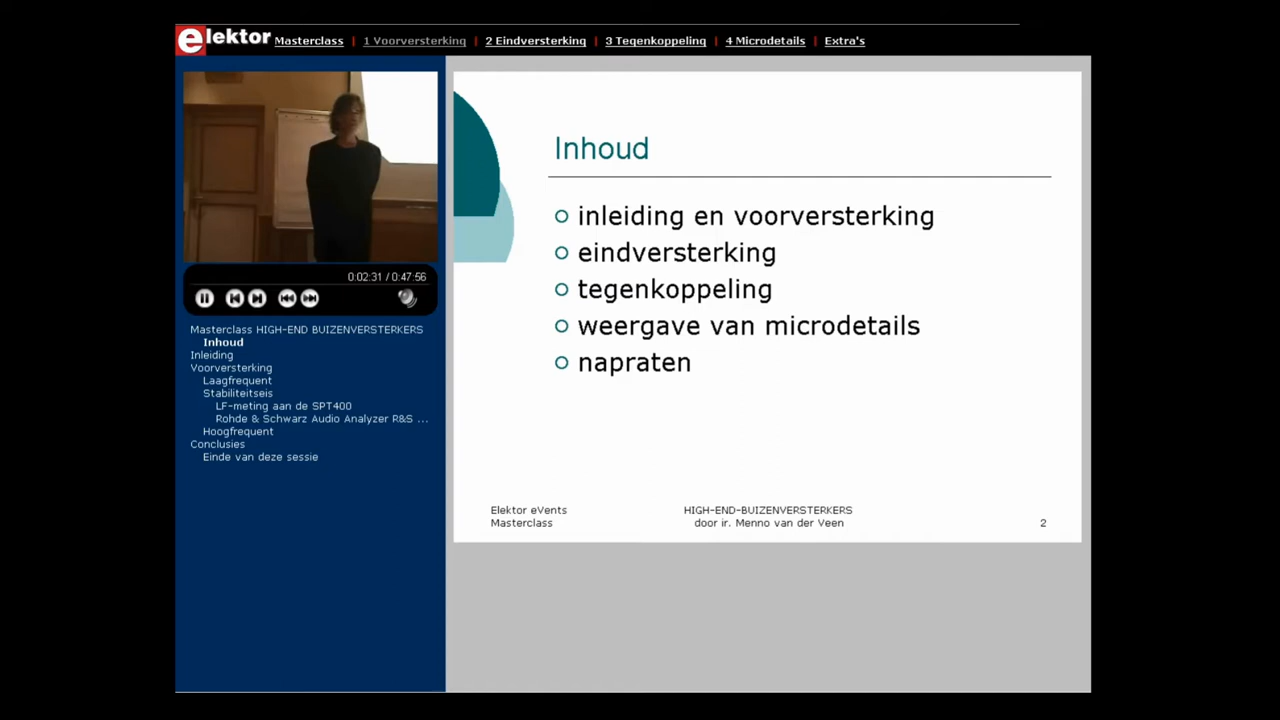 elektor Masterclass | 1 Voorversterking | 2 Eindversterking | 3 Tegenkoppeling | 4 Microdetails | Extra's
0:02:31 / 0:47:56
Masterclass HIGH-END BUIZENVERSTERKERS
Inhoud
Inleiding
Voorversterking
Laagfrequent
Stabiliteitseis
LF-meting aan de SPT400
Rohde & Schwarz Audio Analyzer R&S ...
Hoogfrequent
Conclusies
Einde van deze sessie
Inhoud
inleiding en voorversterking
eindversterking
tegenkoppeling
weergave van microdetails
napraten
Elektor eVents
Masterclass
HIGH-END-BUIZENVERSTERKERS
door ir. Menno van der Veen
2